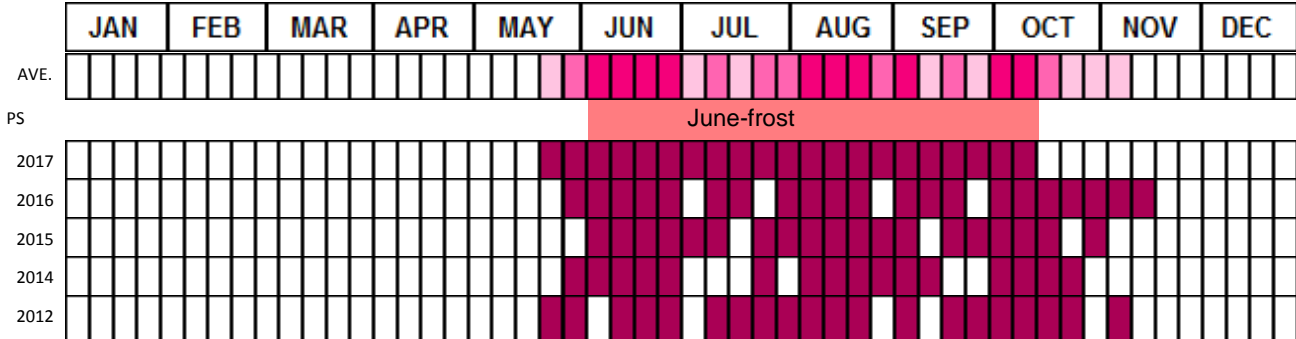 JAN FEB MAR APR MAY JUN JUL AUG SEP OCT NOV DEC
AVE.
PS June-frost
2017
2016
2015
2014
2012